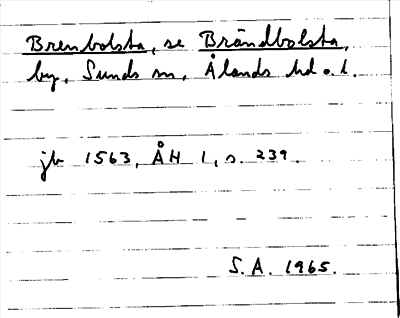 Brenbolsta, se Brändbolsta,
by, Sunds sn, Ålands hd o. l.
jb 1563, ÅH 1, s. 239.
S.A. 1965.